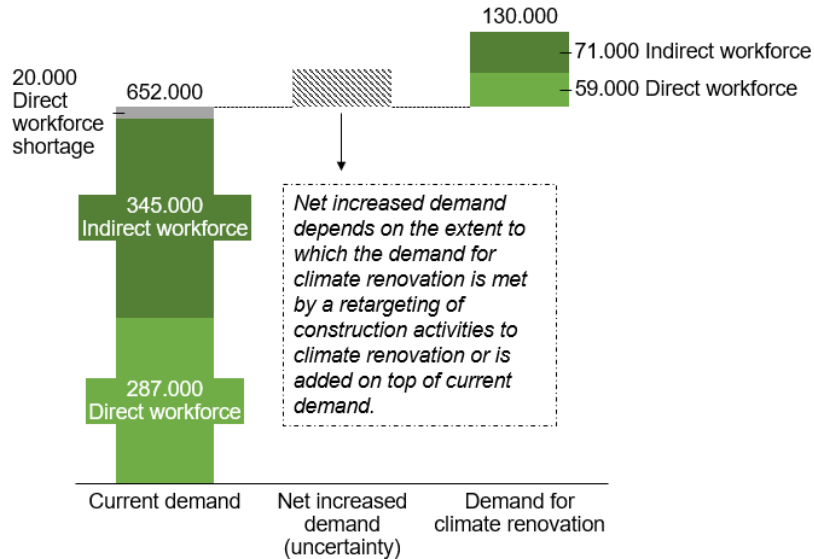 130.000
71.000 Indirect workforce
59.000 Direct workforce
20.000
Direct
workforce
shortage
652.000
345.000
Indirect workforce
287.000
Direct workforce
Net increased demand
depends on the extent to
which the demand for
climate renovation is met
by a retargeting of
construction activities to
climate renovation or is
added on top of current
demand.
Current demand
Net increased
demand
(uncertainty)
Demand for
climate renovation